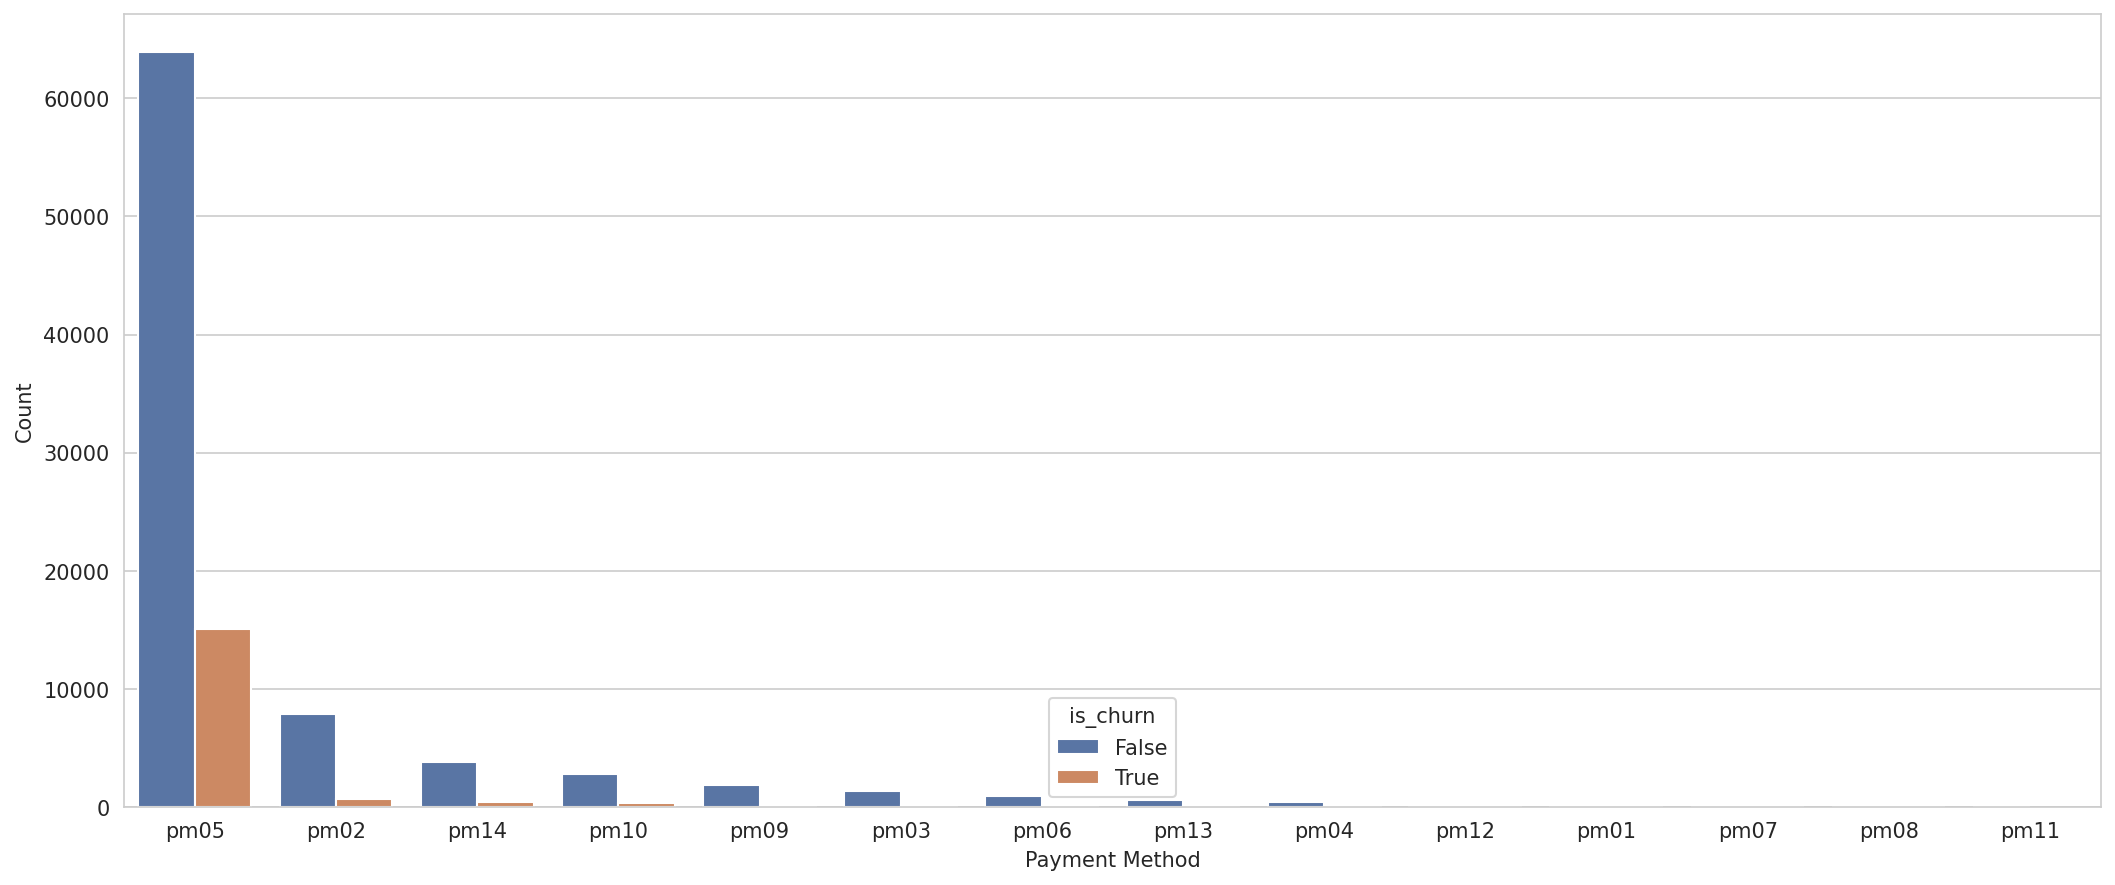 60000
50000
40000
30000
20000
10000
0
Count
is_churn
False
True
pm05 pm02 pm14 pm10 pm09 pm03 pm06 pm13 pm04 pm12 pm01 pm07 pm08 pm11
Payment Method